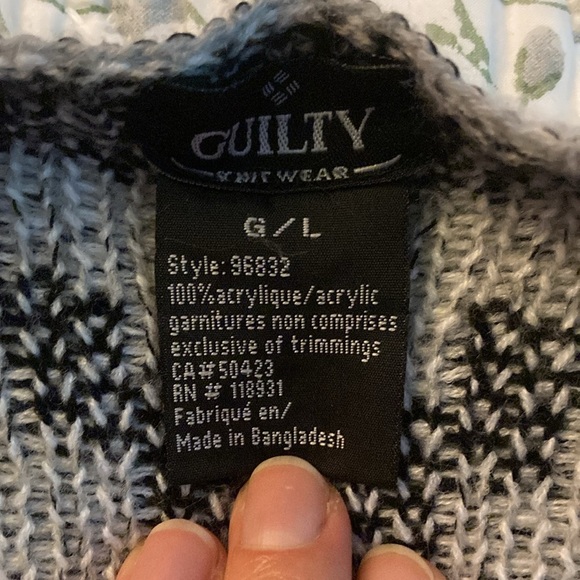 GUILTY
KNIT WEAR
G/L
Style: 96832
100%acrylique/acrylic
garnitures non comprises
exclusive of trimmings
CA# 50423
RN # 118931
Fabriqué en/
Made in Bangladesh